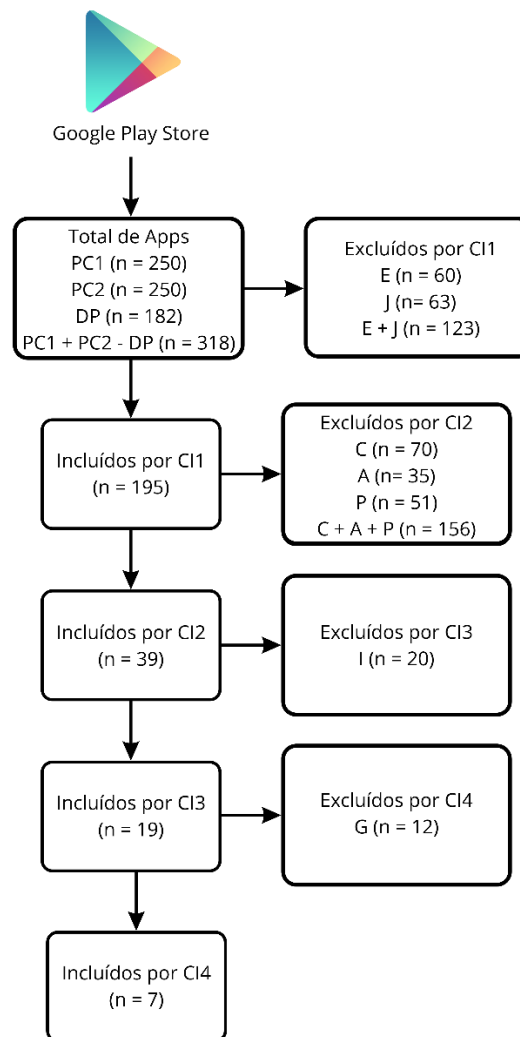 Google Play Store
Total de Apps
PC1 (n = 250)
PC2 (n = 250)
DP (n = 182)
PC1 + PC2 - DP (n = 318)
Excluídos por CI1
E (n = 60)
J (n= 63)
E + J (n = 123)
Incluídos por CI1
(n = 195)
Excluídos por CI2
C (n = 70)
A (n= 35)
P (n = 51)
C + A + P (n = 156)
Incluídos por CI2
(n = 39)
Excluídos por CI3
I (n = 20)
Incluídos por CI3
(n = 19)
Excluídos por CI4
G (n = 12)
Incluídos por CI4
(n = 7)